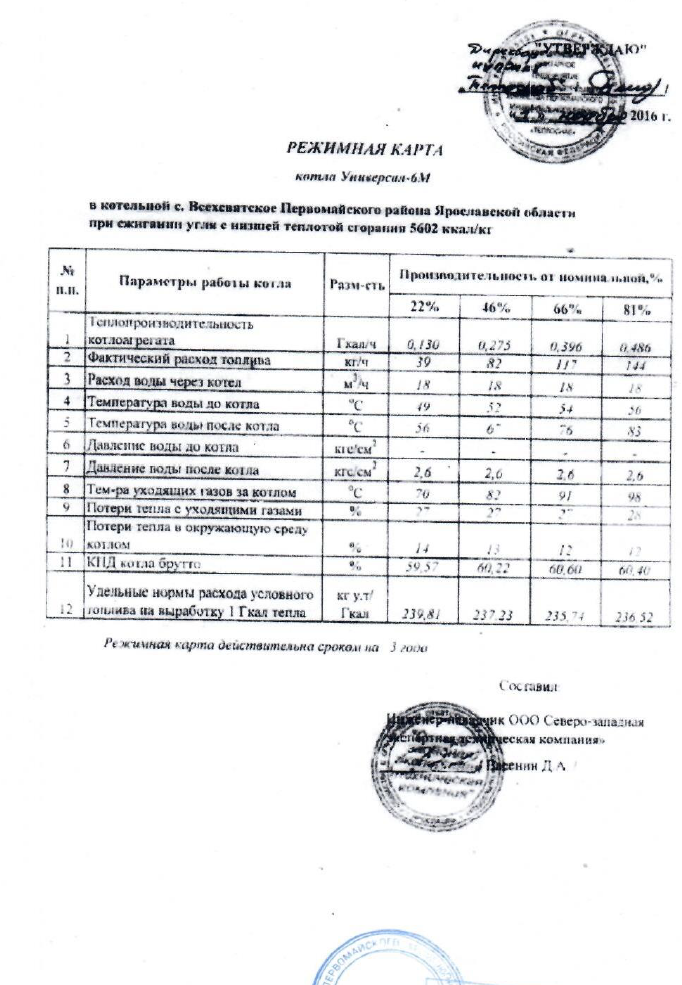 "УТВЕРЖДАЮ"
Директор
2016 г.
РЕЖИМНАЯ КАРТА
котла Универсал-6М
в котельной с. Всехсвятское Первомайского района Ярославской области
при сжигании угля с низшей теплотой сгорания 5602 ккал/кг
№ п.п. Параметры работы котла Разм-сть Производительность от номинальной,%
22% 46% 66% 81%
Теплопроизводительность
1 котлоагрегата Гкал/ч 0,130 0,275 0,396 0,486
2 Фактический расход топлива кг/ч 39 82 117 144
3 Расход воды через котел м³/ч 18 18 18 18
4 Температура воды до котла °С 49 52 54 56
5 Температура воды после котла °С 56 67 76 83
6 Давление воды до котла кгс/см² - - - -
7 Давление воды после котла кгс/см² 2,6 2,6 2,6 2,6
8 Тем-ра уходящих газов за котлом °С 70 82 91 98
9 Потери тепла с уходящими газами % 27 27 27 28
Потери тепла в окружающую среду
10 котлом % 14 13 12 12
11 КПД котла брутто % 59,57 60,22 60,60 60,40
Удельные нормы расхода условного кг у.т/
12 топлива на выработку 1 Гкал тепла Гкал 239,81 237,23 235,74 236,52
Режимная карта действительна сроком на 3 года
Составил
Инженер-наладчик ООО Северо-западная
экспертная техническая компания»
Д.А.
ПЕРВОМАЙСКОГО